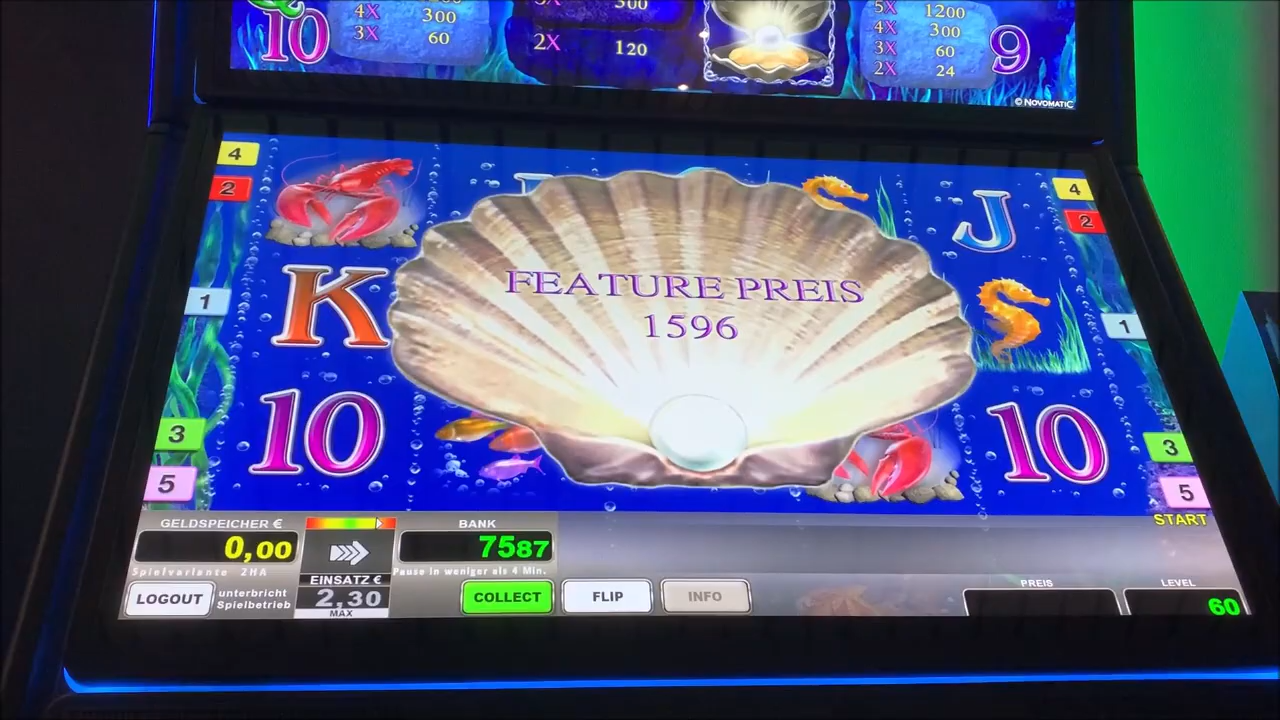 10
4X 300
3X 60
300
2X 120
5X 1200
4X 300
3X 60
2X 24
9
© NOVOMATIC
4
2
1
3
5
K
10
FEATURE PREIS
1596
J
10
4
2
1
3
5
START
GELDSPEICHER €
0,00
Spielvariante 2HA
LOGOUT
unterbricht
Spielbetrieb
EINSATZ €
2,30
MAX
BANK
7587
Pause in weniger als 4 Min.
COLLECT
FLIP
INFO
PREIS
LEVEL
60